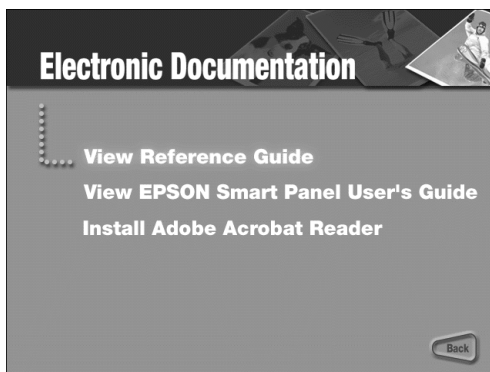 Electronic Documentation
View Reference Guide
View EPSON Smart Panel User's Guide
Install Adobe Acrobat Reader
Back